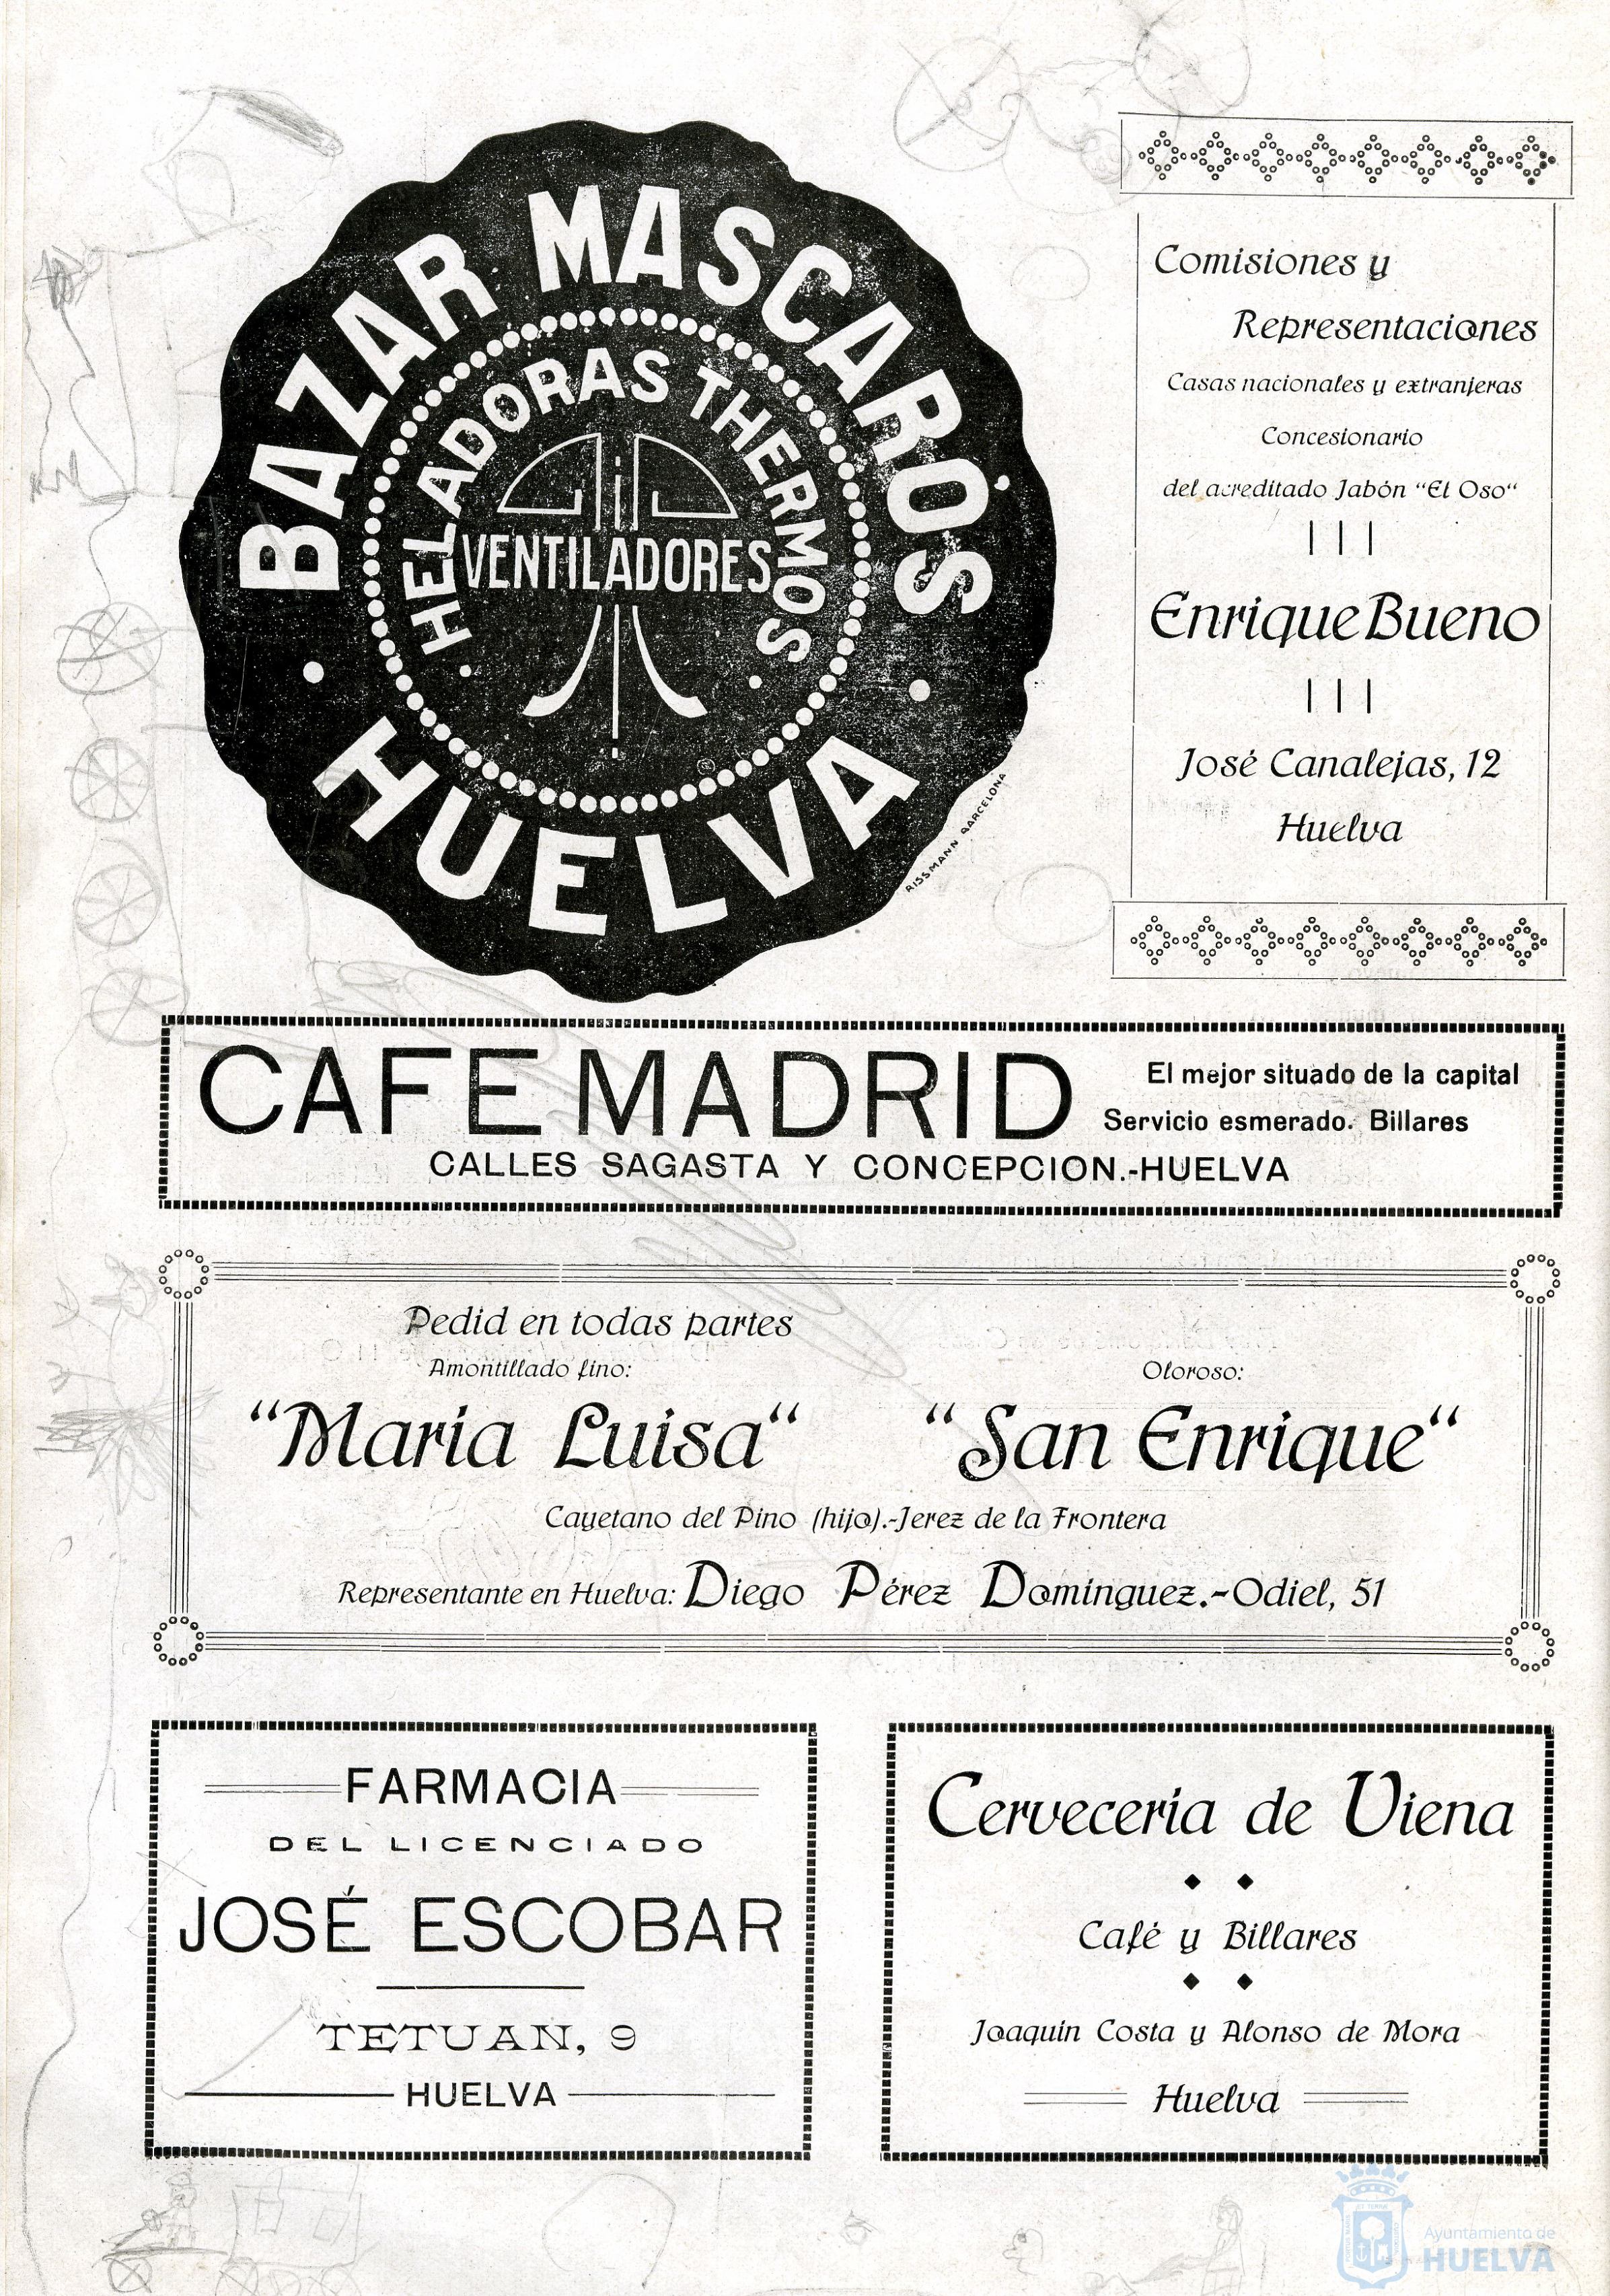 BAZAR MASCARÓS
HELADORAS THERMOS
VENTILADORES
HUELVA
RISSMANN BARCELONA
Comisiones y
Representaciones
Casas nacionales y extranjeras
Concesionario
del acreditado Jabón “El Oso“
Enrique Bueno
José Canalejas, 12
Huelva
CAFE MADRID
El mejor situado de la capital
Servicio esmerado. Billares
CALLES SAGASTA Y CONCEPCION.-HUELVA
Pedid en todas partes
Amontillado fino:
Oloroso:
“Maria Luisa“
“San Enrique“
Cayetano del Pino (hijo).-Jerez de la Frontera
Representante en Huelva: Diego Pérez Dominguez.-Odiel, 51
FARMACIA
DEL LICENCIADO
JOSÉ ESCOBAR
TETUAN, 9
HUELVA
Cerveceria de Viena
Café y Billares
Joaquin Costa y Alonso de Mora
Huelva
Ayuntamiento de
HUELVA